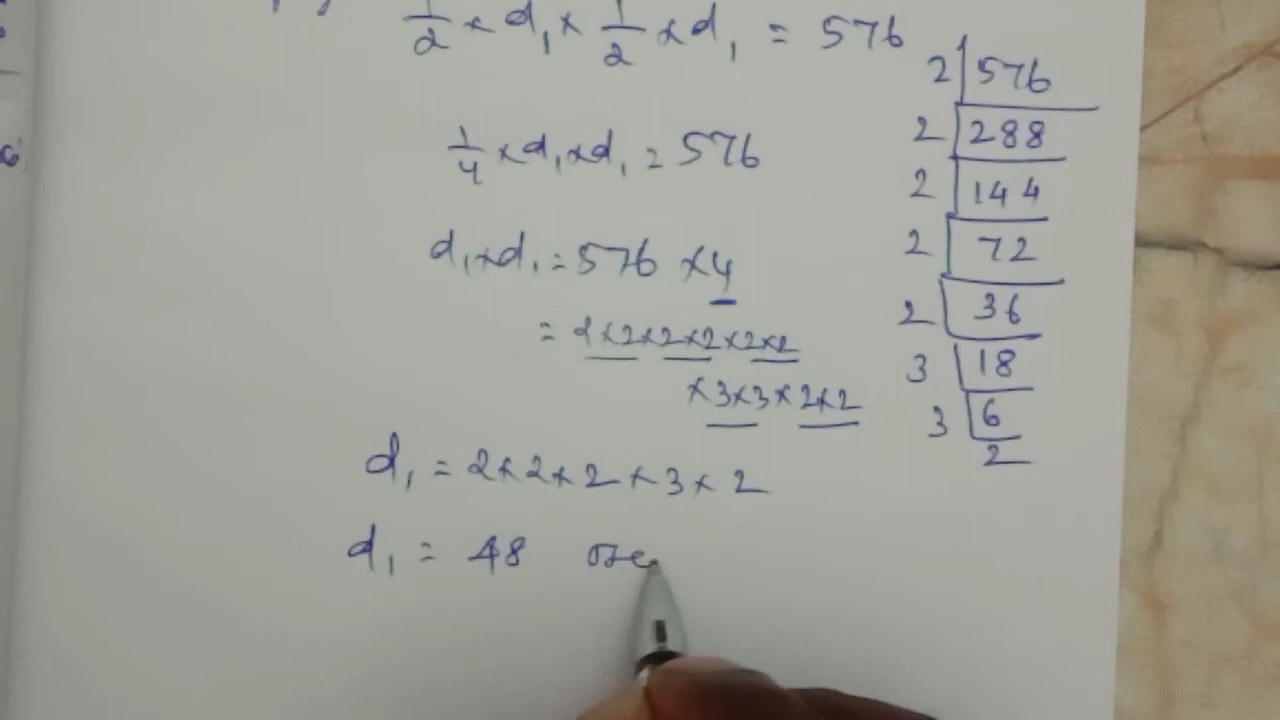 1/2 × d₁ × 1/2 × d₁ = 576
1/4 × d₁ × d₁ = 576
d₁ × d₁ = 576 × 4
= 2×2×2×2×2×2
×3×3×2×2
d₁ = 2×2×2×3×2
d₁ = 48
2 | 576
2 | 288
2 | 144
2 | 72
2 | 36
3 | 18
3 | 6
2